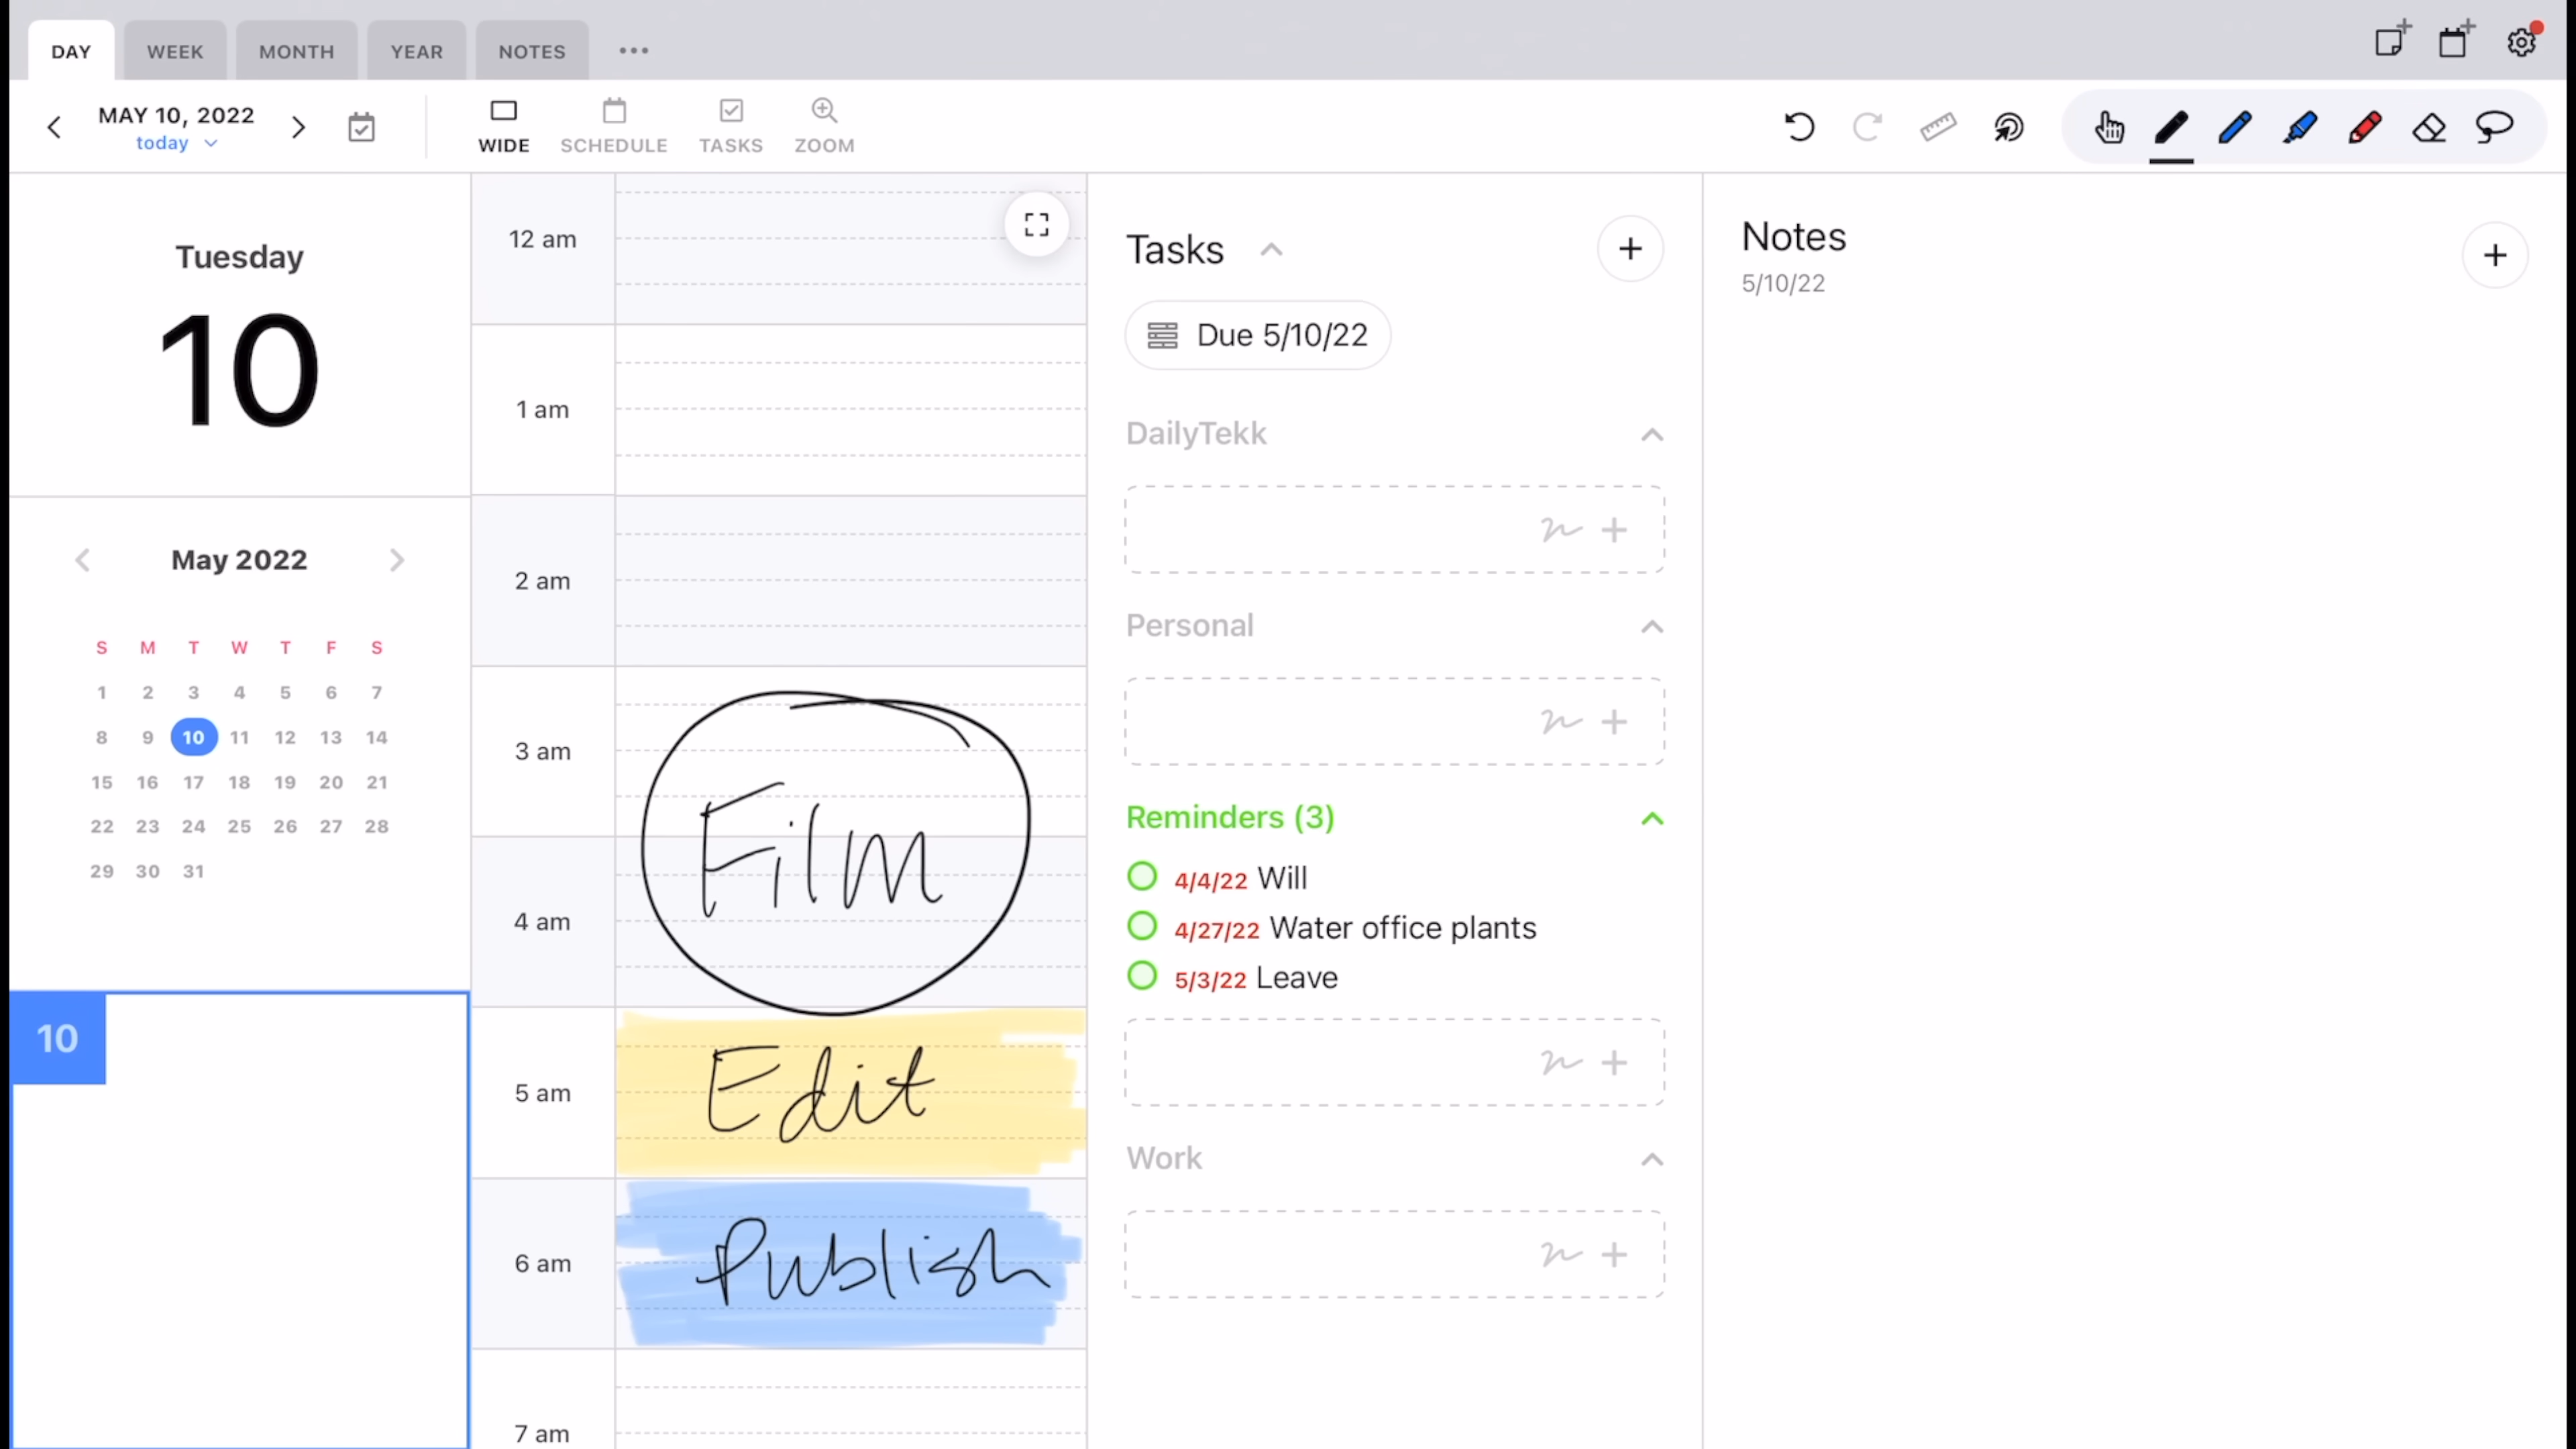 DAY WEEK MONTH YEAR NOTES
MAY 10, 2022
today
WIDE SCHEDULE TASKS ZOOM
Tuesday
10
May 2022
S M T W T F S
1 2 3 4 5 6 7
8 9 10 11 12 13 14
15 16 17 18 19 20 21
22 23 24 25 26 27 28
29 30 31
10
12 am
1 am
2 am
3 am
Film
4 am
5 am Edit
6 am Publish
7 am
Tasks
Due 5/10/22
DailyTekk
Personal
Reminders (3)
4/4/22 Will
4/27/22 Water office plants
5/3/22 Leave
Work
Notes
5/10/22